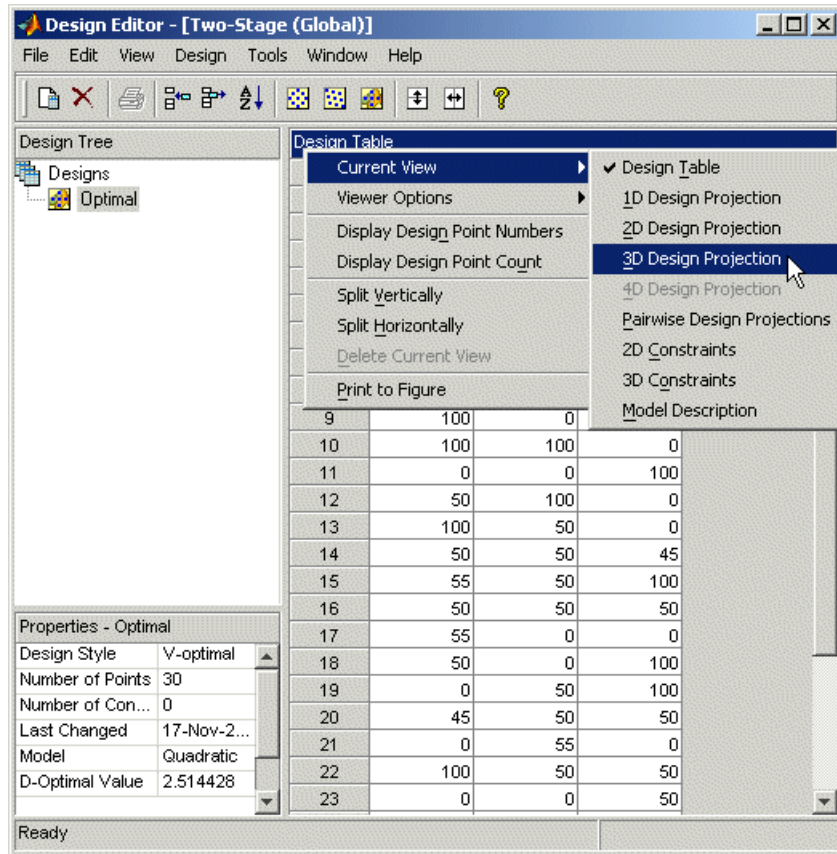 Design Editor - [Two-Stage (Global)]
File Edit View Design Tools Window Help
Design Tree
Designs
Optimal
Design Table
Current View
Viewer Options
Display Design Point Numbers
Display Design Point Count
Split Vertically
Split Horizontally
Delete Current View
Print to Figure
Design Table
1D Design Projection
2D Design Projection
3D Design Projection
4D Design Projection
Pairwise Design Projections
2D Constraints
3D Constraints
Model Description
9 100 0
10 100 100 0
11 0 0 100
12 50 100 0
13 100 50 0
14 50 50 45
15 55 50 100
16 50 50 50
17 55 0 0
18 50 0 100
19 0 50 100
20 45 50 50
21 0 55 0
22 100 50 50
23 0 0 50
Properties - Optimal
Design Style V-optimal
Number of Points 30
Number of Con... 0
Last Changed 17-Nov-2...
Model Quadratic
D-Optimal Value 2.514428
Ready